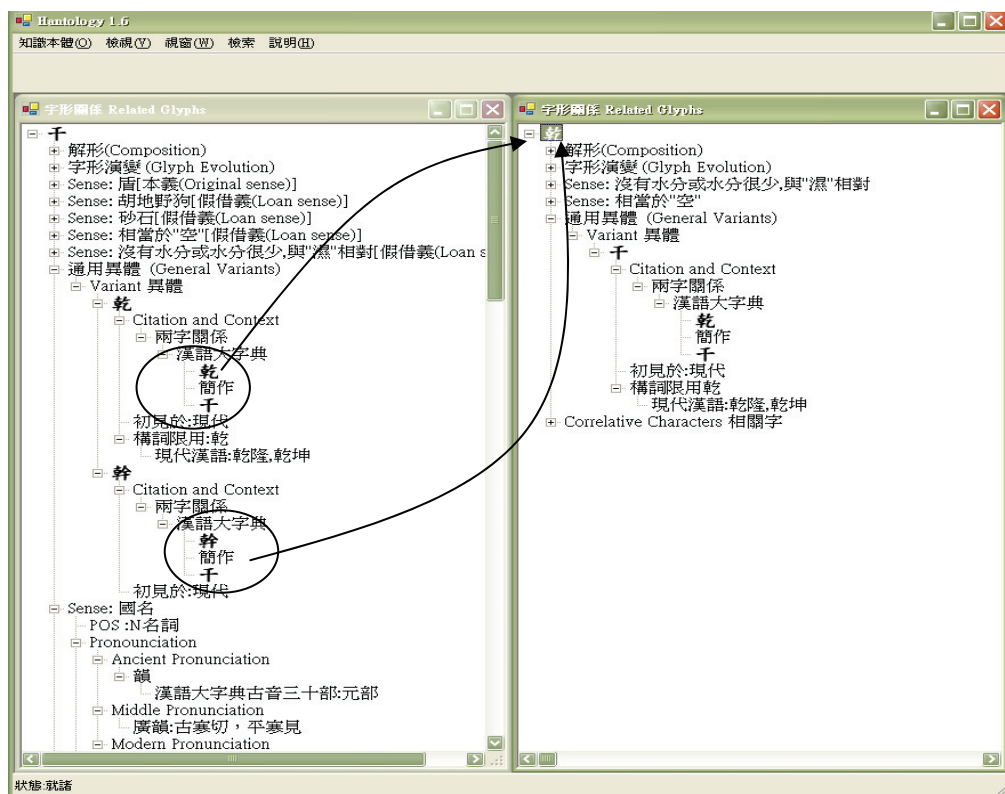 Hantology 1.6
知識本體(O) 檢視(V) 視窗(W) 檢索 說明(H)
字形關係 Related Glyphs
干
解形(Composition)
字形演變 (Glyph Evolution)
Sense: 盾[本義(Original sense)]
Sense: 胡地野狗[假借義(Loan sense)]
Sense: 砂石[假借義(Loan sense)]
Sense: 相當於"空"[假借義(Loan sense)]
Sense: 沒有水分或水分很少,與"濕"相對[假借義(Loan s
通用異體 (General Variants)
Variant 異體
乾
Citation and Context
兩字關係
漢語大字典
乾
簡作
干
初見於:現代
構詞限用:乾
現代漢語:乾隆,乾坤
幹
Citation and Context
兩字關係
漢語大字典
幹
簡作
干
初見於:現代
Sense: 國名
POS :N名詞
Pronounciation
Ancient Pronunciation
韻
漢語大字典古音三十部:元部
Middle Pronunciation
廣韻:古寒切，平寒見
Modern Pronunciation
字形關係 Related Glyphs
乾
解形(Composition)
字形演變 (Glyph Evolution)
Sense: 沒有水分或水分很少,與"濕"相對
Sense: 相當於"空"
通用異體 (General Variants)
Variant 異體
干
Citation and Context
兩字關係
漢語大字典
乾
簡作
干
初見於:現代
構詞限用乾
現代漢語:乾隆,乾坤
Correlative Characters 相關字
狀態:就諸